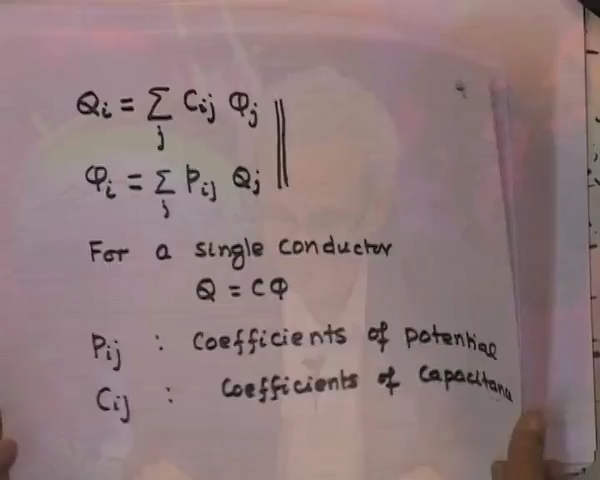 Qi = Σj Cij Φj
Φi = Σj Pij Qj
For a single conductor
Q = CΦ
Pij : Coefficients of potential
Cij : Coefficients of Capacitance